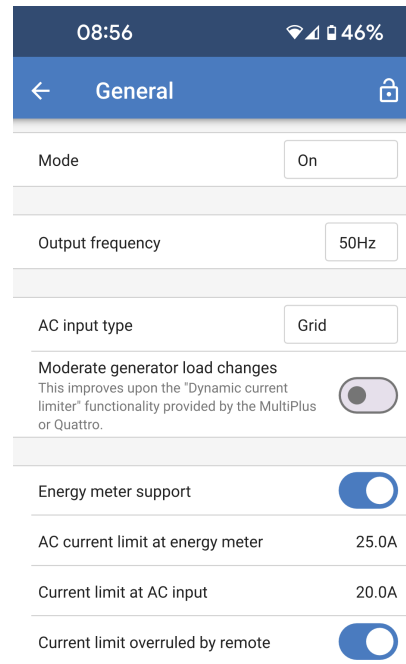 08:56 46%
General
Mode On
Output frequency 50Hz
AC input type Grid
Moderate generator load changes
This improves upon the "Dynamic current
limiter" functionality provided by the MultiPlus
or Quattro.
Energy meter support
AC current limit at energy meter 25.0A
Current limit at AC input 20.0A
Current limit overruled by remote